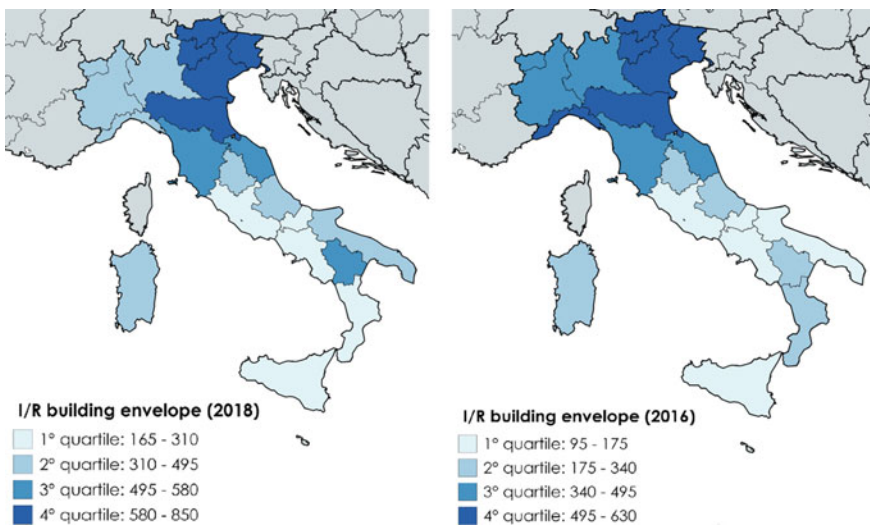 I/R building envelope (2018)
1° quartile: 165 - 310
2° quartile: 310 - 495
3° quartile: 495 - 580
4° quartile: 580 - 850
I/R building envelope (2016)
1° quartile: 95 - 175
2° quartile: 175 - 340
3° quartile: 340 - 495
4° quartile: 495 - 630